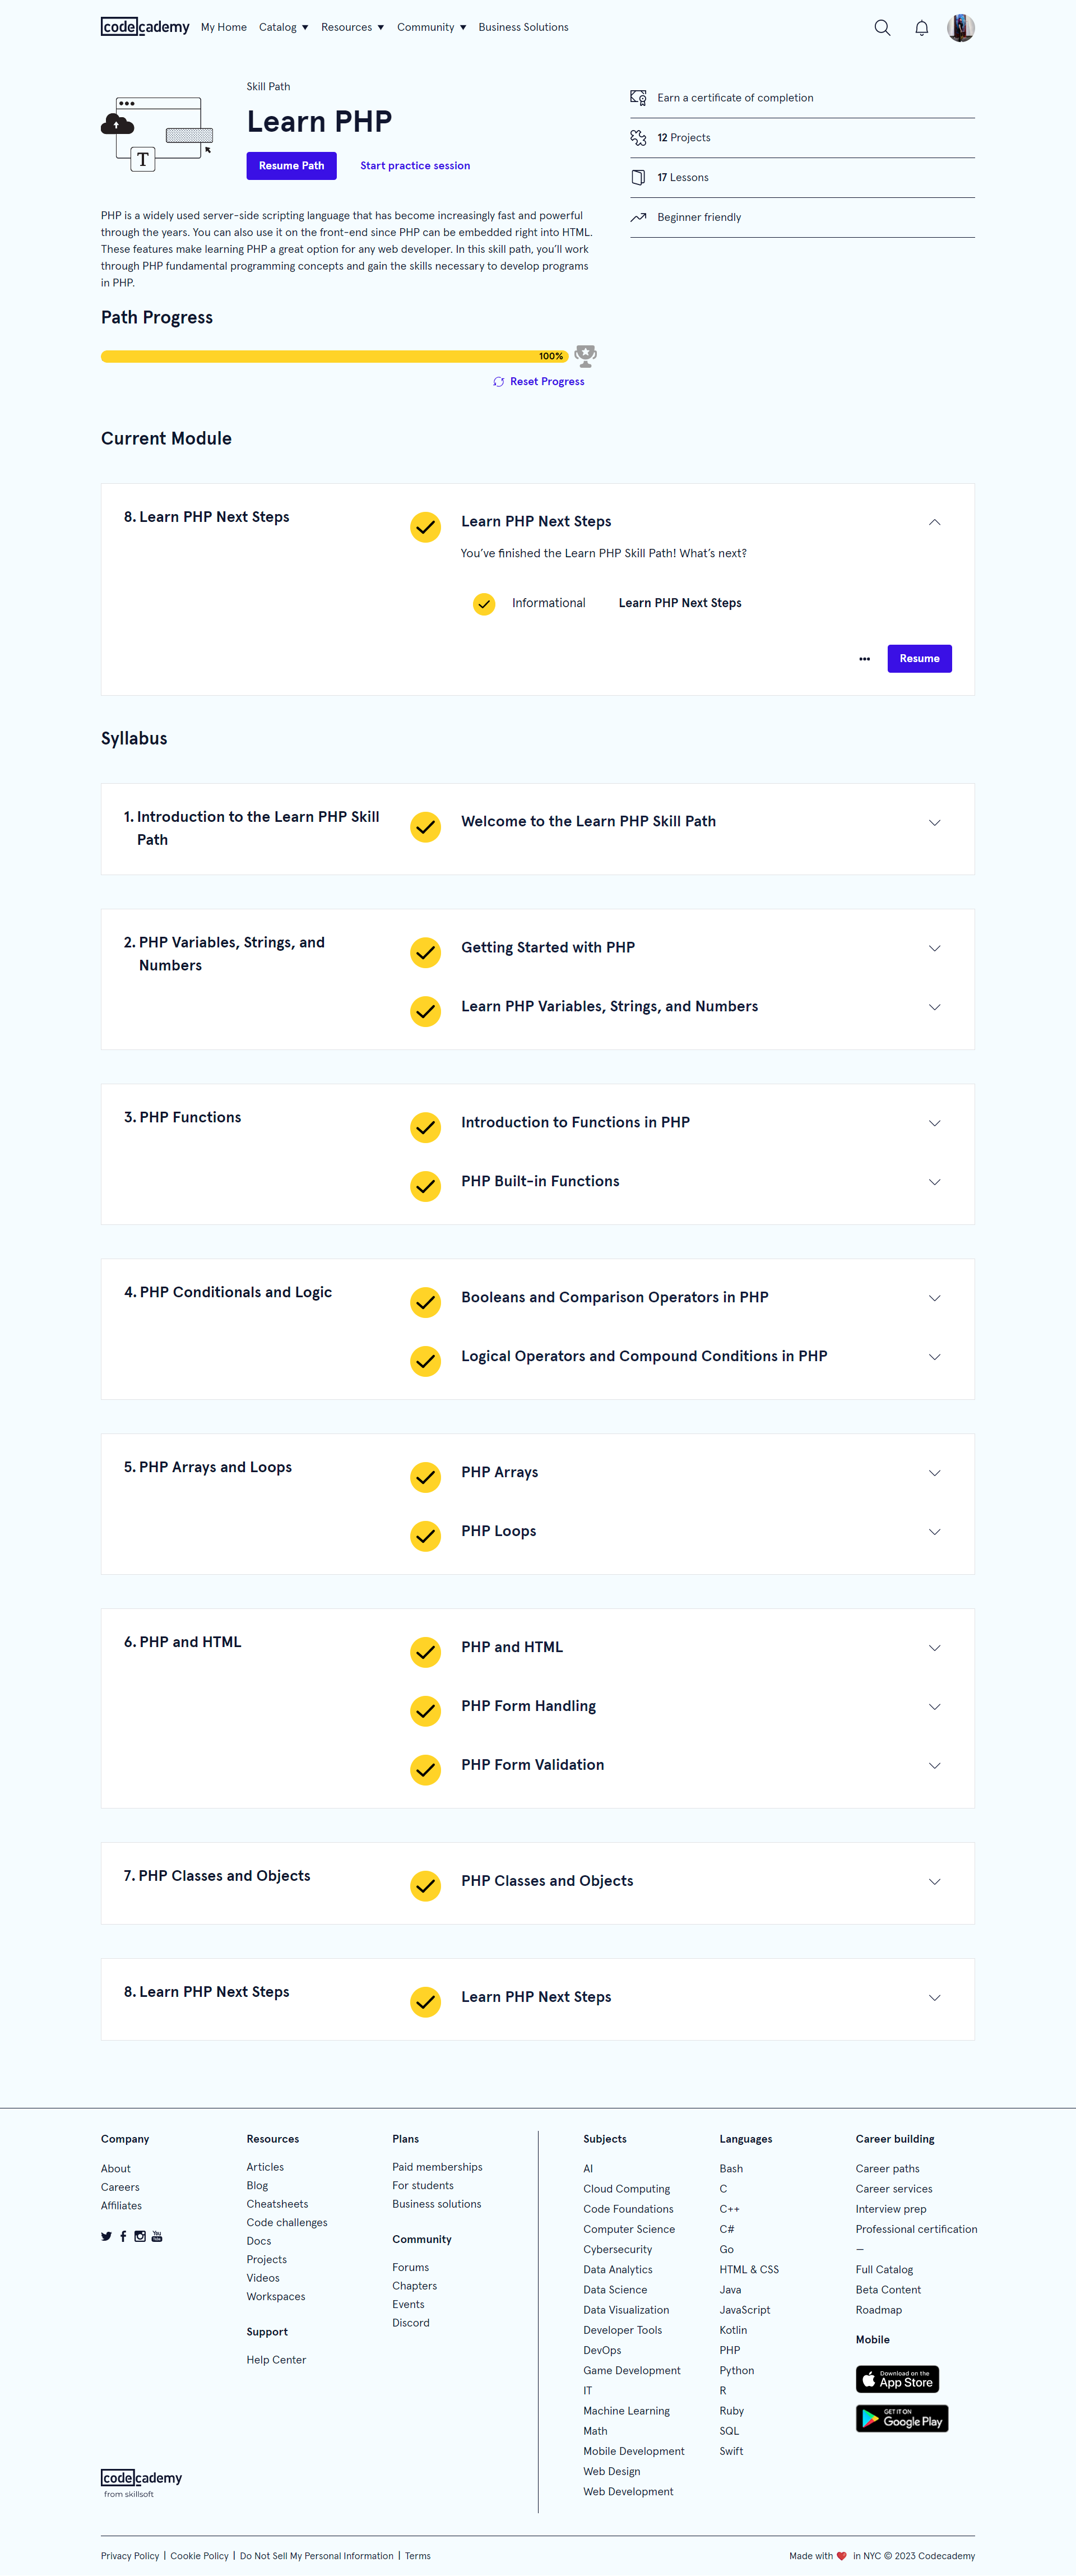 codecademy
My Home
Catalog
Resources
Community
Business Solutions
Skill Path
Learn PHP
Resume Path
Start practice session
PHP is a widely used server-side scripting language that has become increasingly fast and powerful
through the years. You can also use it on the front-end since PHP can be embedded right into HTML.
These features make learning PHP a great option for any web developer. In this skill path, you’ll work
through PHP fundamental programming concepts and gain the skills necessary to develop programs
in PHP.
Earn a certificate of completion
12 Projects
17 Lessons
Beginner friendly
Path Progress
100%
Reset Progress
Current Module
8. Learn PHP Next Steps
Learn PHP Next Steps
You’ve finished the Learn PHP Skill Path! What’s next?
Informational
Learn PHP Next Steps
Resume
Syllabus
1. Introduction to the Learn PHP Skill
Path
Welcome to the Learn PHP Skill Path
2. PHP Variables, Strings, and
Numbers
Getting Started with PHP
Learn PHP Variables, Strings, and Numbers
3. PHP Functions
Introduction to Functions in PHP
PHP Built-in Functions
4. PHP Conditionals and Logic
Booleans and Comparison Operators in PHP
Logical Operators and Compound Conditions in PHP
5. PHP Arrays and Loops
PHP Arrays
PHP Loops
6. PHP and HTML
PHP and HTML
PHP Form Handling
PHP Form Validation
7. PHP Classes and Objects
PHP Classes and Objects
8. Learn PHP Next Steps
Learn PHP Next Steps
Company
About
Careers
Affiliates
You
Tube
Resources
Articles
Blog
Cheatsheets
Code challenges
Docs
Projects
Videos
Workspaces
Support
Help Center
Plans
Paid memberships
For students
Business solutions
Community
Forums
Chapters
Events
Discord
Subjects
AI
Cloud Computing
Code Foundations
Computer Science
Cybersecurity
Data Analytics
Data Science
Data Visualization
Developer Tools
DevOps
Game Development
IT
Machine Learning
Math
Mobile Development
Web Design
Web Development
Languages
Bash
C
C++
C#
Go
HTML & CSS
Java
JavaScript
Kotlin
PHP
Python
R
Ruby
SQL
Swift
Career building
Career paths
Career services
Interview prep
Professional certification
—
Full Catalog
Beta Content
Roadmap
Mobile
Download on the
App Store
GET IT ON
Google Play
codecademy
from skillsoft
Privacy Policy | Cookie Policy | Do Not Sell My Personal Information | Terms
Made with ❤️ in NYC © 2023 Codecademy